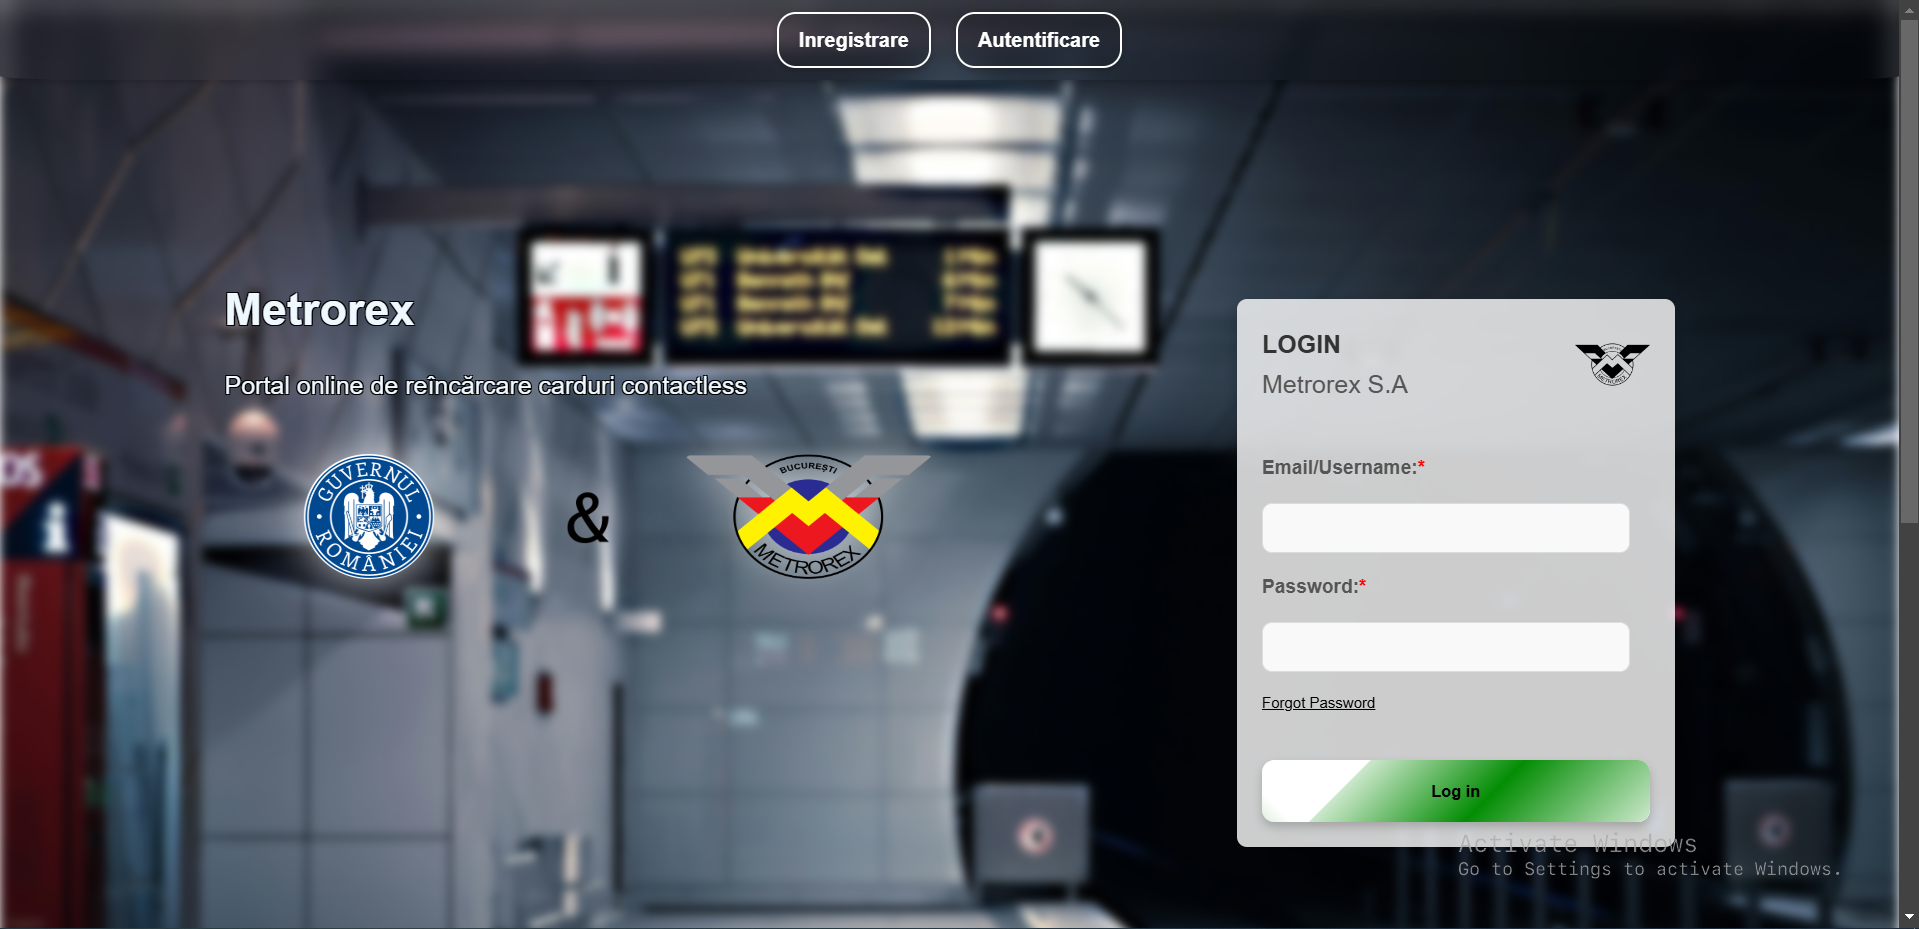 Inregistrare
Autentificare
Metrorex
Portal online de reîncărcare carduri contactless
GUVERNUL ROMÂNIEI
&
BUCUREȘTI
METROREX
LOGIN
Metrorex S.A
METROREX
Email/Username:*
Password:*
Forgot Password
Log in
Activate Windows
Go to Settings to activate Windows.
i